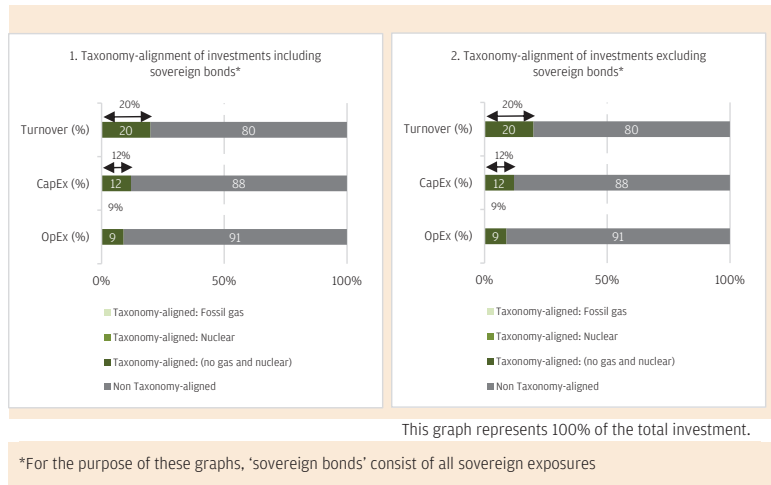 1. Taxonomy-alignment of investments including
sovereign bonds*
20%
Turnover (%)
20
80
12%
CapEx (%)
12
88
9%
OpEx (%)
9
91
0%
50%
100%
Taxonomy-aligned: Fossil gas
Taxonomy-aligned: Nuclear
Taxonomy-aligned: (no gas and nuclear)
Non Taxonomy-aligned
2. Taxonomy-alignment of investments excluding
sovereign bonds*
20%
Turnover (%)
20
80
12%
CapEx (%)
12
88
9%
OpEx (%)
9
91
0%
50%
100%
Taxonomy-aligned: Fossil gas
Taxonomy-aligned: Nuclear
Taxonomy-aligned: (no gas and nuclear)
Non Taxonomy-aligned
This graph represents 100% of the total investment.
*For the purpose of these graphs, ‘sovereign bonds’ consist of all sovereign exposures